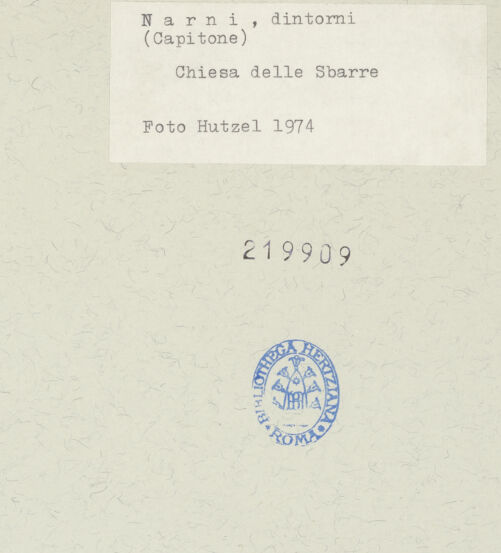 N a r n i , dintorni
(Capitone)
Chiesa delle Sbarre
Foto Hutzel 1974
219909
BIBLIOTHECA HERTZIANA
ROMA